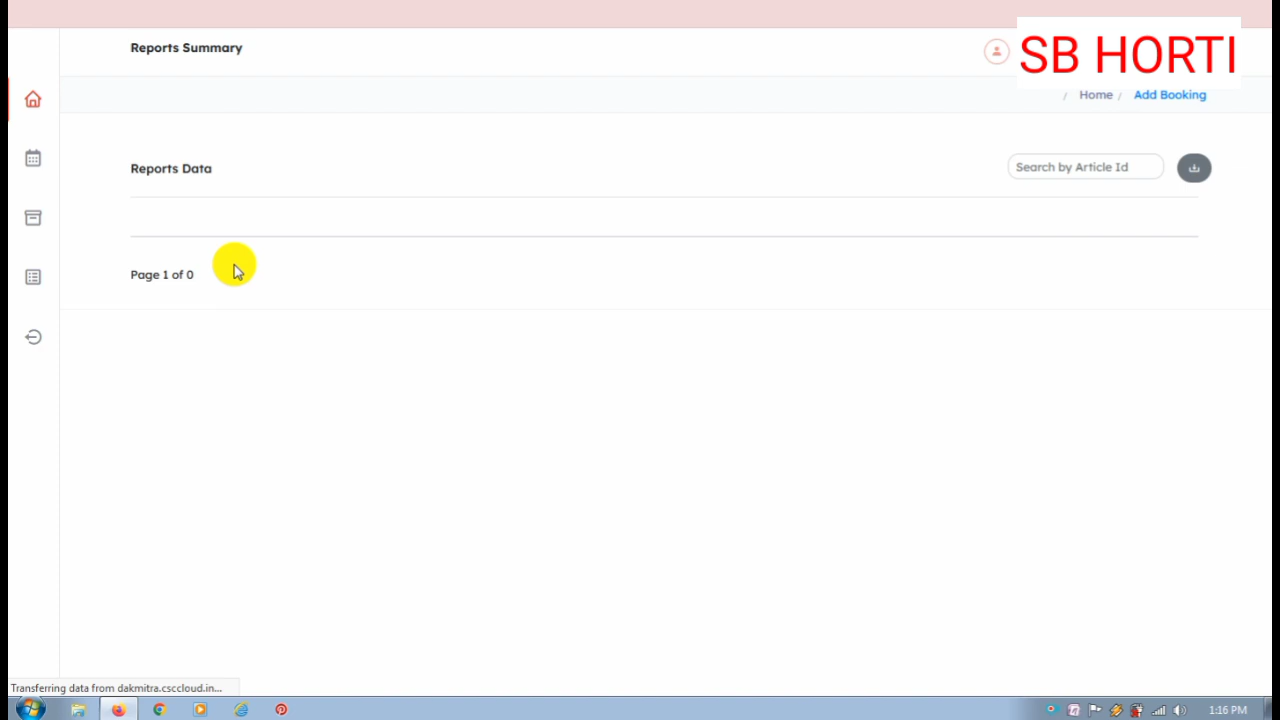 Reports Summary
SB HORTI
/ Home / Add Booking
Reports Data
Search by Article Id
Page 1 of 0
Transferring data from dakmitra.csccloud.in...
1:16 PM